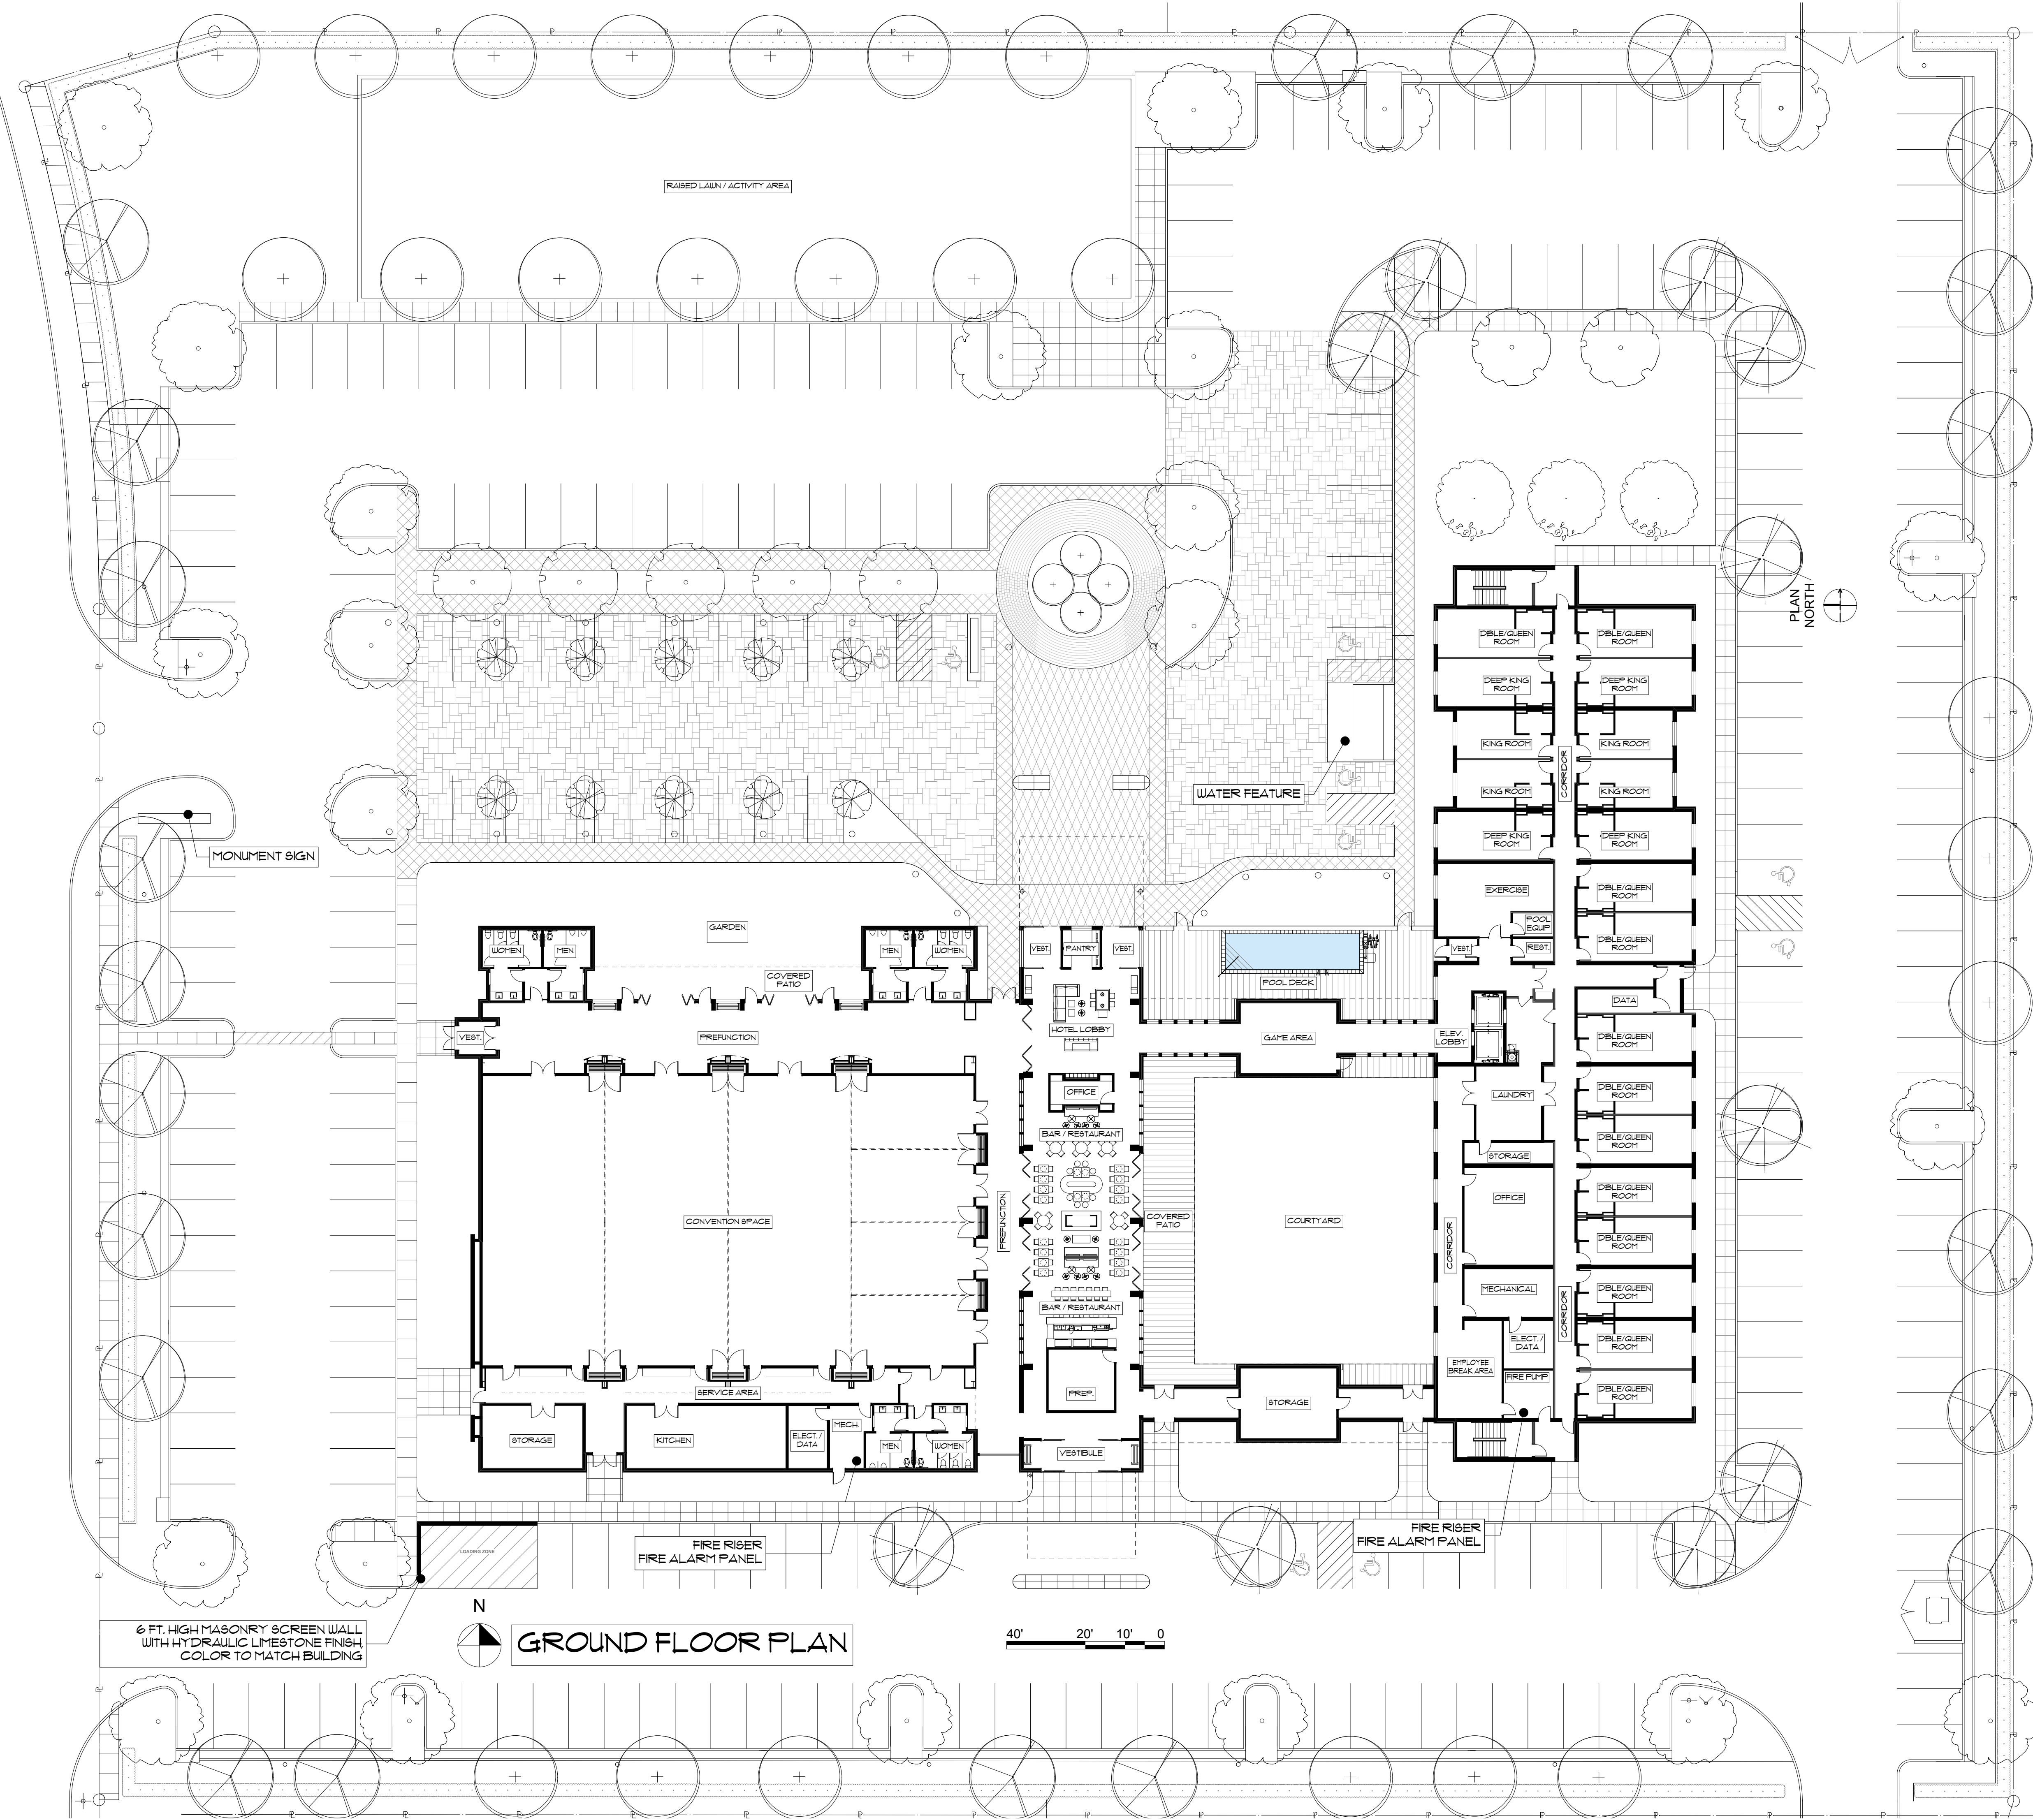 RAISED LAWN / ACTIVITY AREA
PLAN
NORTH
DBLE/QUEEN
ROOM
DBLE/QUEEN
ROOM
DEEP KING
ROOM
DEEP KING
ROOM
KING ROOM
KING ROOM
CORRIDOR
KING ROOM
KING ROOM
WATER FEATURE
MONUMENT SIGN
DEEP KING
ROOM
DEEP KING
ROOM
EXERCISE
DBLE/QUEEN
ROOM
POOL
EQUIP
GARDEN
WOMEN
MEN
MEN
WOMEN
VEST.
PANTRY
VEST.
VEST.
REST.
DBLE/QUEEN
ROOM
COVERED
PATIO
POOL DECK
DATA
VEST.
PREFUNCTION
HOTEL LOBBY
GAME AREA
ELEV.
LOBBY
DBLE/QUEEN
ROOM
OFFICE
LAUNDRY
DBLE/QUEEN
ROOM
BAR / RESTAURANT
DBLE/QUEEN
ROOM
STORAGE
OFFICE
DBLE/QUEEN
ROOM
CONVENTION SPACE
PREFUNCTION
COVERED
PATIO
COURTYARD
CORRIDOR
DBLE/QUEEN
ROOM
MECHANICAL
DBLE/QUEEN
ROOM
BAR / RESTAURANT
CORRIDOR
ELECT. /
DATA
DBLE/QUEEN
ROOM
EMPLOYEE
BREAK AREA
FIRE PUMP
SERVICE AREA
PREP.
STORAGE
DBLE/QUEEN
ROOM
STORAGE
KITCHEN
ELECT. /
DATA
MECH.
MEN
WOMEN
VESTIBULE
LOADING ZONE
FIRE RISER
FIRE ALARM PANEL
FIRE RISER
FIRE ALARM PANEL
6 FT. HIGH MASONRY SCREEN WALL
WITH HYDRAULIC LIMESTONE FINISH,
COLOR TO MATCH BUILDING
N
GROUND FLOOR PLAN
40' 20' 10' 0